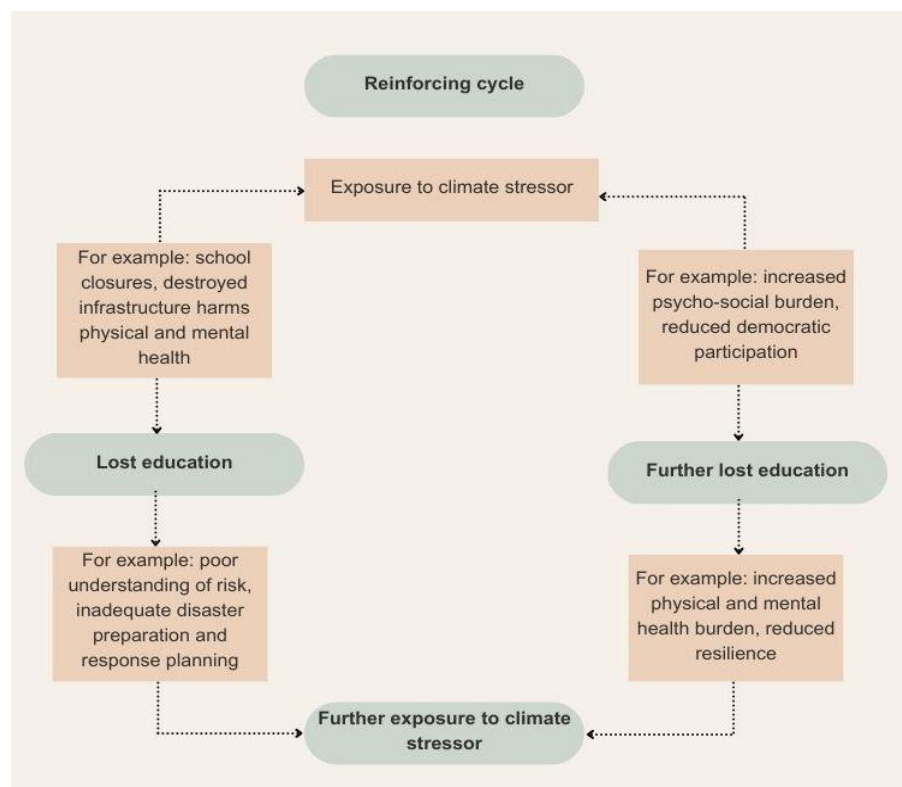 Reinforcing cycle
Exposure to climate stressor
For example: school
closures, destroyed
infrastructure harms
physical and mental
health
For example: increased
psycho-social burden,
reduced democratic
participation
Lost education
Further lost education
For example: poor
understanding of risk,
inadequate disaster
preparation and
response planning
For example: increased
physical and mental
health burden, reduced
resilience
Further exposure to climate
stressor